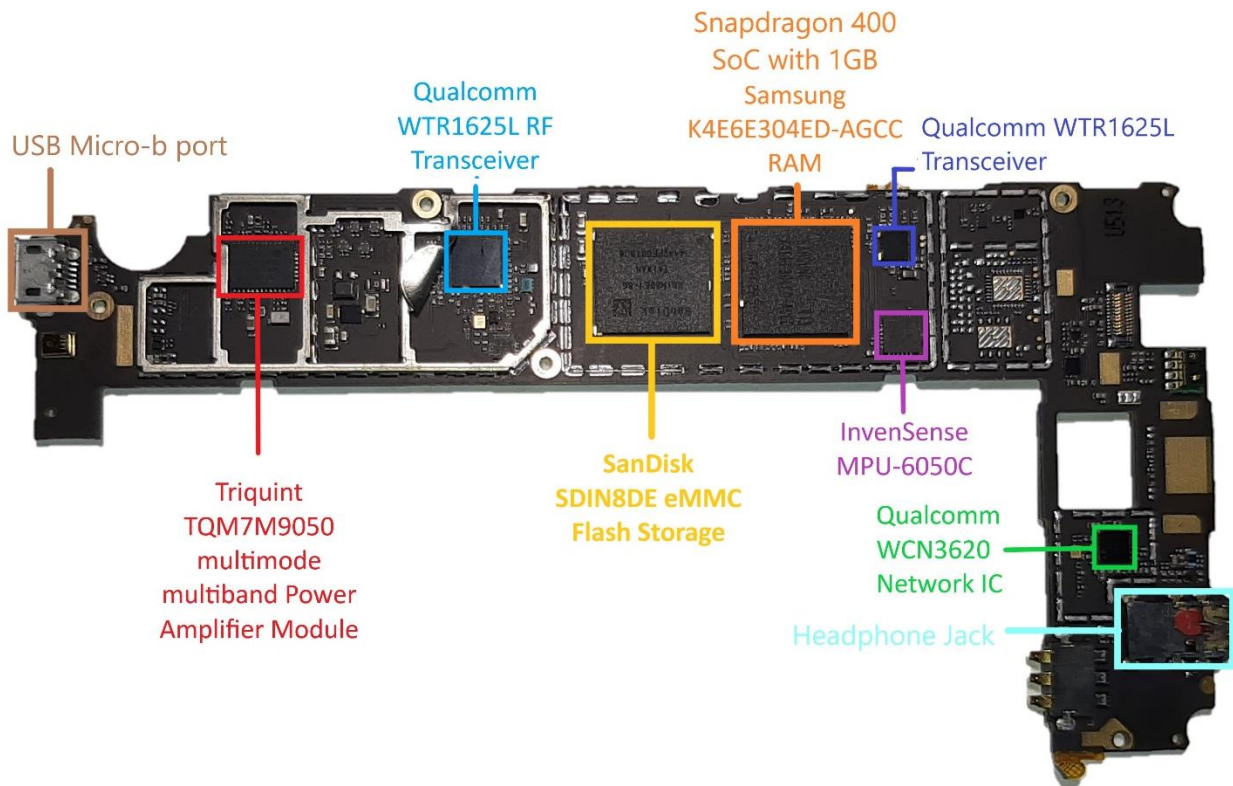 Snapdragon 400
SoC with 1GB
Samsung
K4E6E304ED-AGCC
RAM
Qualcomm
WTR1625L RF
Transceiver
Qualcomm WTR1625L
Transceiver
USB Micro-b port
InvenSense
MPU-6050C
SanDisk
SDIN8DE eMMC
Flash Storage
Triquint
TQM7M9050
multimode
multiband Power
Amplifier Module
Qualcomm
WCN3620
Network IC
Headphone Jack
SanDisk
TAIWAN